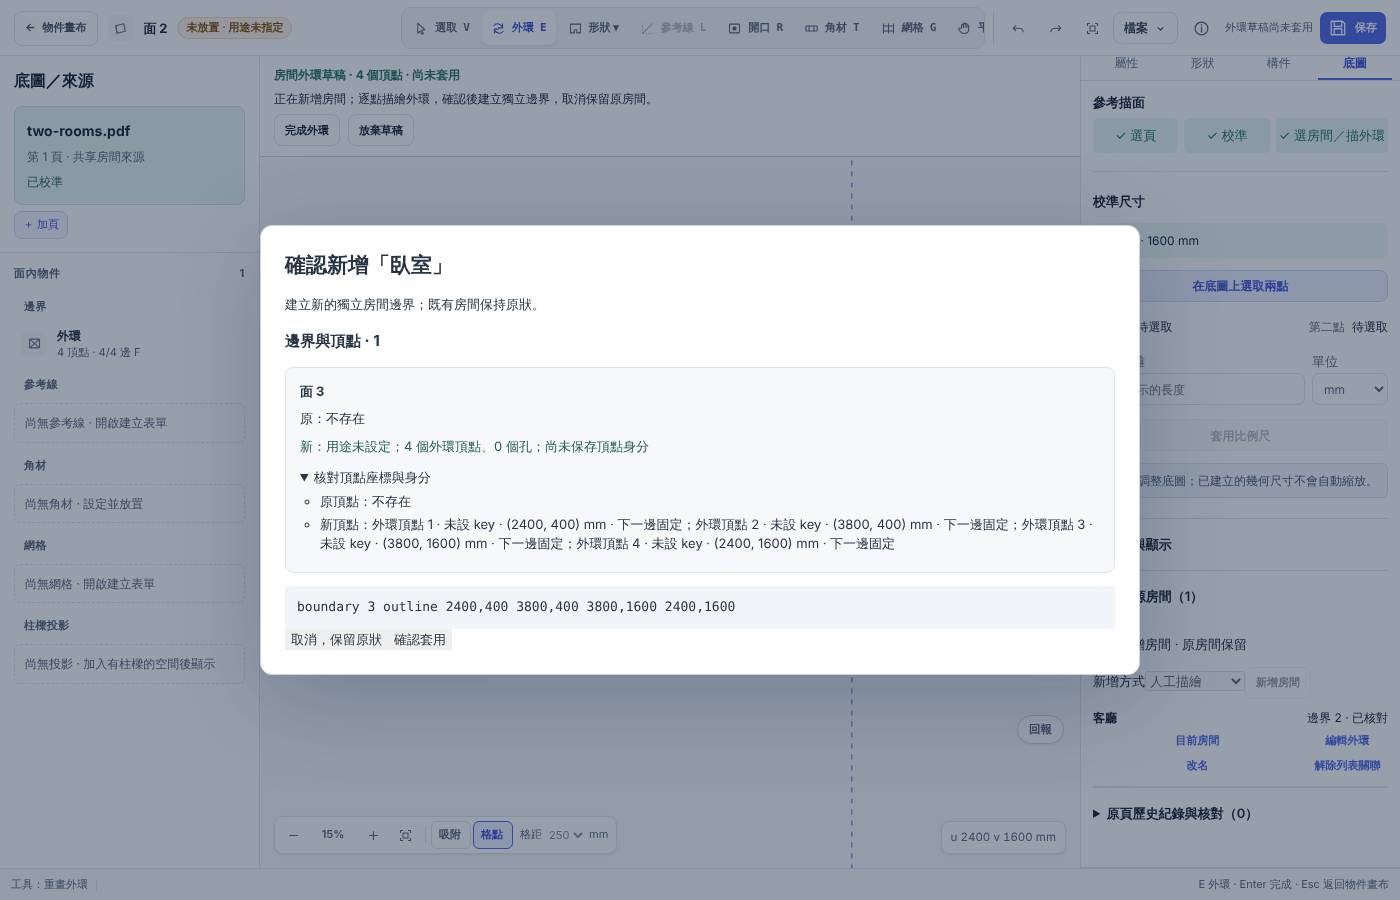 物件畫布
面 2
未放置 · 用途未指定
選取 V
外環 E
形狀 ▾
參考線 L
開口 R
角材 T
網格 G
檔案
外環草稿尚未套用
保存
底圖／來源
two-rooms.pdf
第 1 頁 · 共享房間來源
已校準
+ 加頁
面內物件 1
邊界
外環
4 頂點 · 4/4 邊 F
參考線
尚無參考線 · 開啟建立表單
角材
尚無角材 · 設定並放置
網格
尚無網格 · 開啟建立表單
柱樑投影
尚無投影 · 加入有柱樑的空間後顯示
房間外環草稿 · 4 個頂點 · 尚未套用
正在新增房間；逐點描繪外環，確認後建立獨立邊界，取消保留原房間。
完成外環
放棄草稿
確認新增「臥室」
建立新的獨立房間邊界；既有房間保持原狀。
邊界與頂點 · 1
面 3
原：不存在
新：用途未設定；4 個外環頂點、0 個孔；尚未保存頂點身分
▼ 核對頂點座標與身分
原頂點：不存在
新頂點：外環頂點 1 · 未設 key · (2400, 400) mm · 下一邊固定；外環頂點 2 · 未設 key · (3800, 400) mm · 下一邊固定；外環頂點 3 ·
未設 key · (3800, 1600) mm · 下一邊固定；外環頂點 4 · 未設 key · (2400, 1600) mm · 下一邊固定
boundary 3 outline 2400,400 3800,400 3800,1600 2400,1600
取消，保留原狀
確認套用
回報
15%
吸附
格點
格距 250 mm
u 2400 v 1600 mm
屬性
形狀
構件
底圖
參考描面
✓ 選頁
✓ 校準
✓ 選房間／描外環
校準尺寸
· 1600 mm
在底圖上選取兩點
待選取
第二點 待選取
單位
示的長度
mm
套用比例尺
調整底圖；已建立的幾何尺寸不會自動縮放。
顯示
原房間（1）
房間 · 原房間保留
新增方式 人工描繪 新增房間
客廳
邊界 2 · 已核對
目前房間
編輯外環
改名
解除列表關聯
▶ 原頁歷史紀錄與核對（0）
工具：重畫外環
E 外環 · Enter 完成 · Esc 返回物件畫布